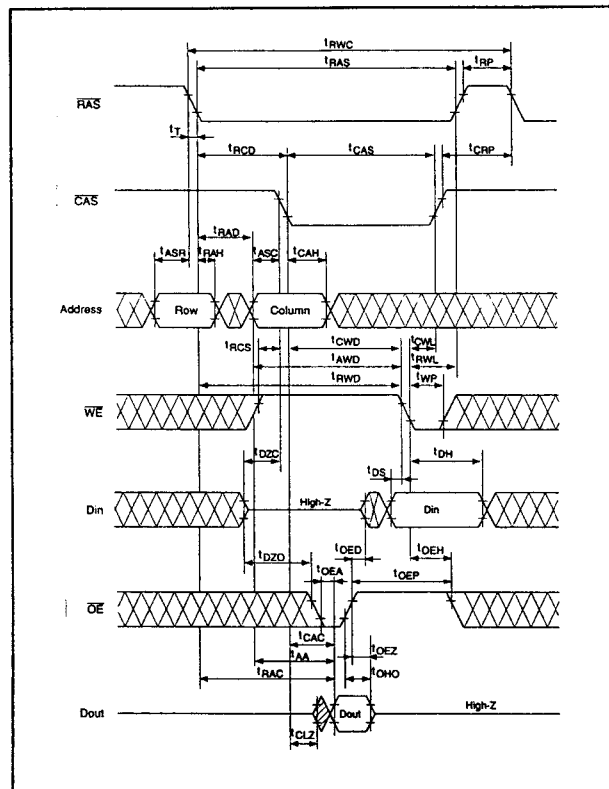 tRWC
tRAS
tRP
RAS
tT
tRCD
tCAS
tCRP
CAS
tRAD
tASR
tRAH
tASC
tCAH
Address
Row
Column
tRCS
tCWD
tCWL
tAWD
tRWL
tRWD
tWP
WE
tDZC
tDS
tDH
Din
High-Z
Din
tDZO
tOED
tOEH
tOEA
tOEP
OE
tCAC
tOEZ
tAA
tRAC
tOHO
Dout
Dout
High-Z
tCLZ